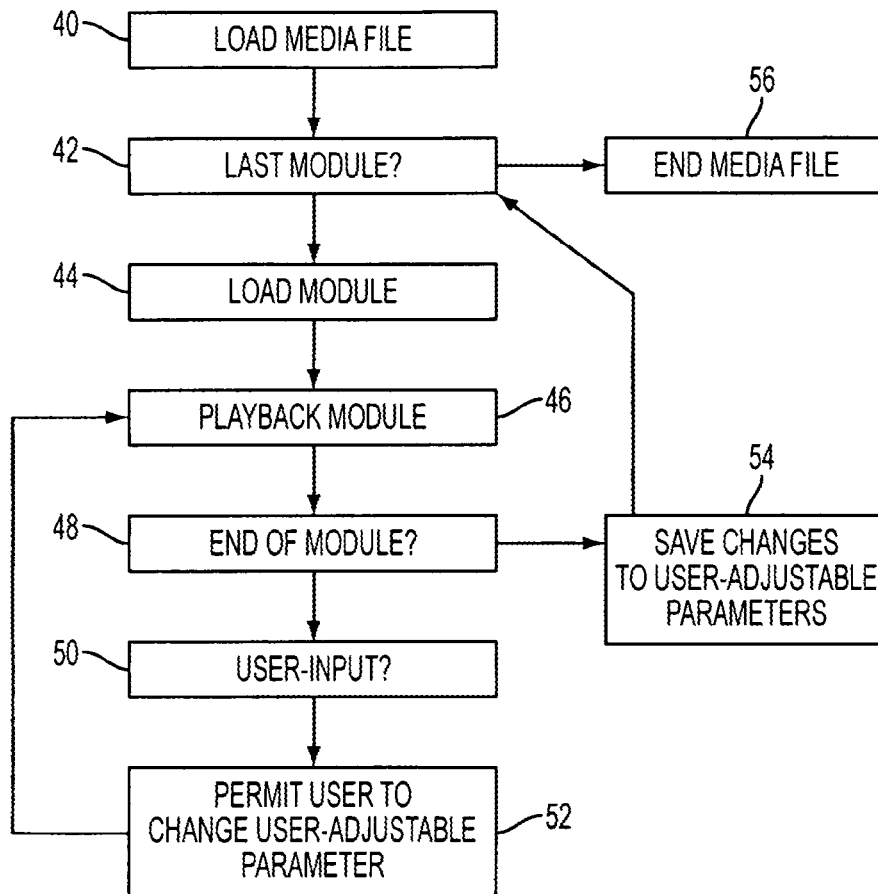 40
LOAD MEDIA FILE
56
42
LAST MODULE?
END MEDIA FILE
44
LOAD MODULE
PLAYBACK MODULE
46
54
48
END OF MODULE?
SAVE CHANGES
TO USER-ADJUSTABLE
PARAMETERS
50
USER-INPUT?
PERMIT USER TO
CHANGE USER-ADJUSTABLE
PARAMETER
52